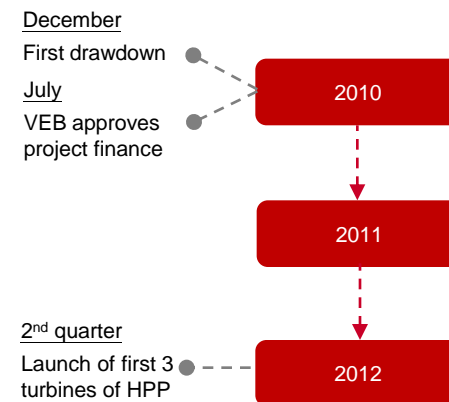 December
First drawdown
July
VEB approves
project finance
2010
2011
2nd quarter
Launch of first 3
turbines of HPP
2012